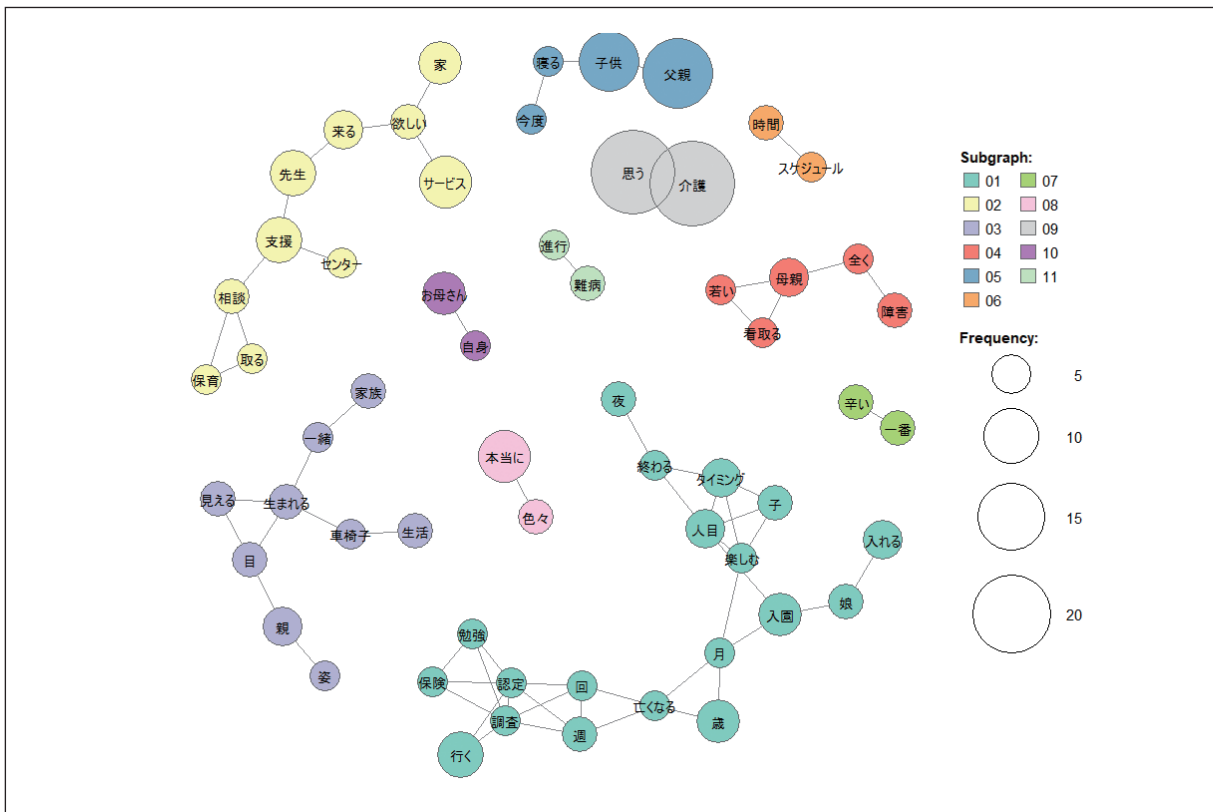 家
欲しい
来る
サービス
先生
支援
センター
相談
取る
保育
寝る
子供
父親
今度
時間
スケジュール
思う
介護
進行
難病
お母さん
自身
全く
母親
若い
障害
看取る
辛い
一番
家族
一緒
見える
生まれる
車椅子
生活
目
親
姿
本当に
色々
夜
終わる
タイミング
子
人目
楽しむ
入れる
娘
入園
月
歳
亡くなる
勉強
保険
認定
回
調査
週
行く
Subgraph:
01
02
03
04
05
06
07
08
09
10
11
Frequency:
5
10
15
20